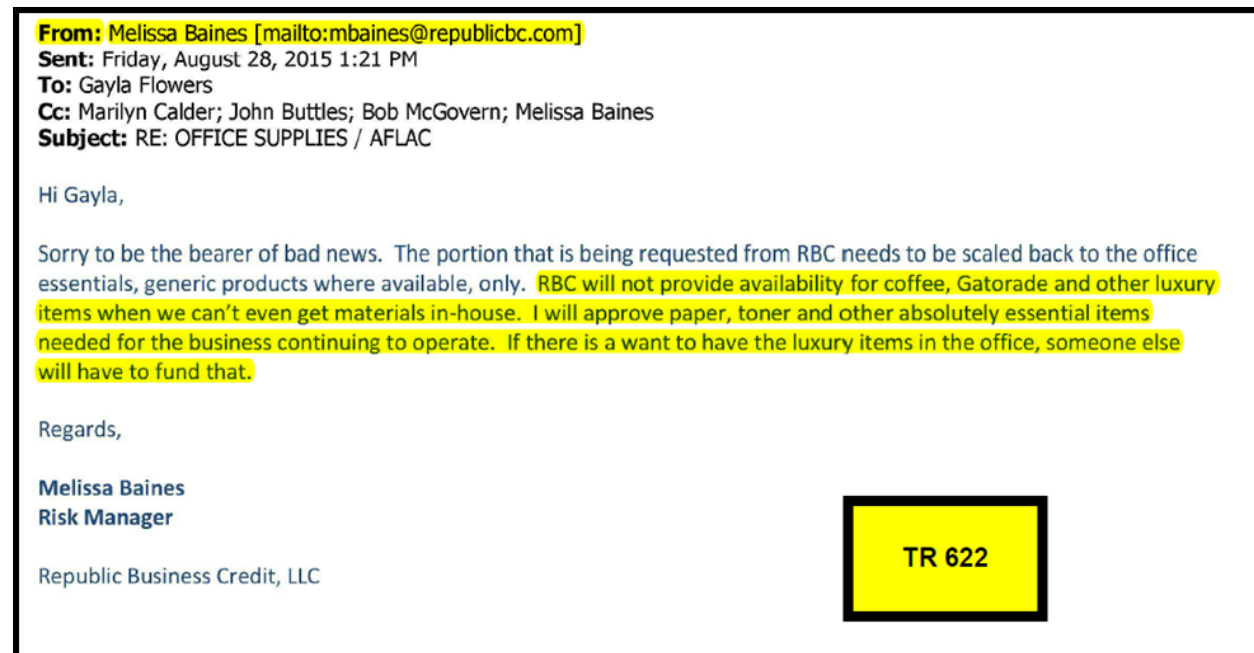 From: Melissa Baines [mailto:mbaines@republicbc.com]
Sent: Friday, August 28, 2015 1:21 PM
To: Gayla Flowers
Cc: Marilyn Calder; John Buttles; Bob McGovern; Melissa Baines
Subject: RE: OFFICE SUPPLIES / AFLAC
Hi Gayla,
Sorry to be the bearer of bad news.  The portion that is being requested from RBC needs to be scaled back to the office
essentials, generic products where available, only.  RBC will not provide availability for coffee, Gatorade and other luxury
items when we can’t even get materials in-house.  I will approve paper, toner and other absolutely essential items
needed for the business continuing to operate.  If there is a want to have the luxury items in the office, someone else
will have to fund that.
Regards,
Melissa Baines
Risk Manager
Republic Business Credit, LLC
TR 622